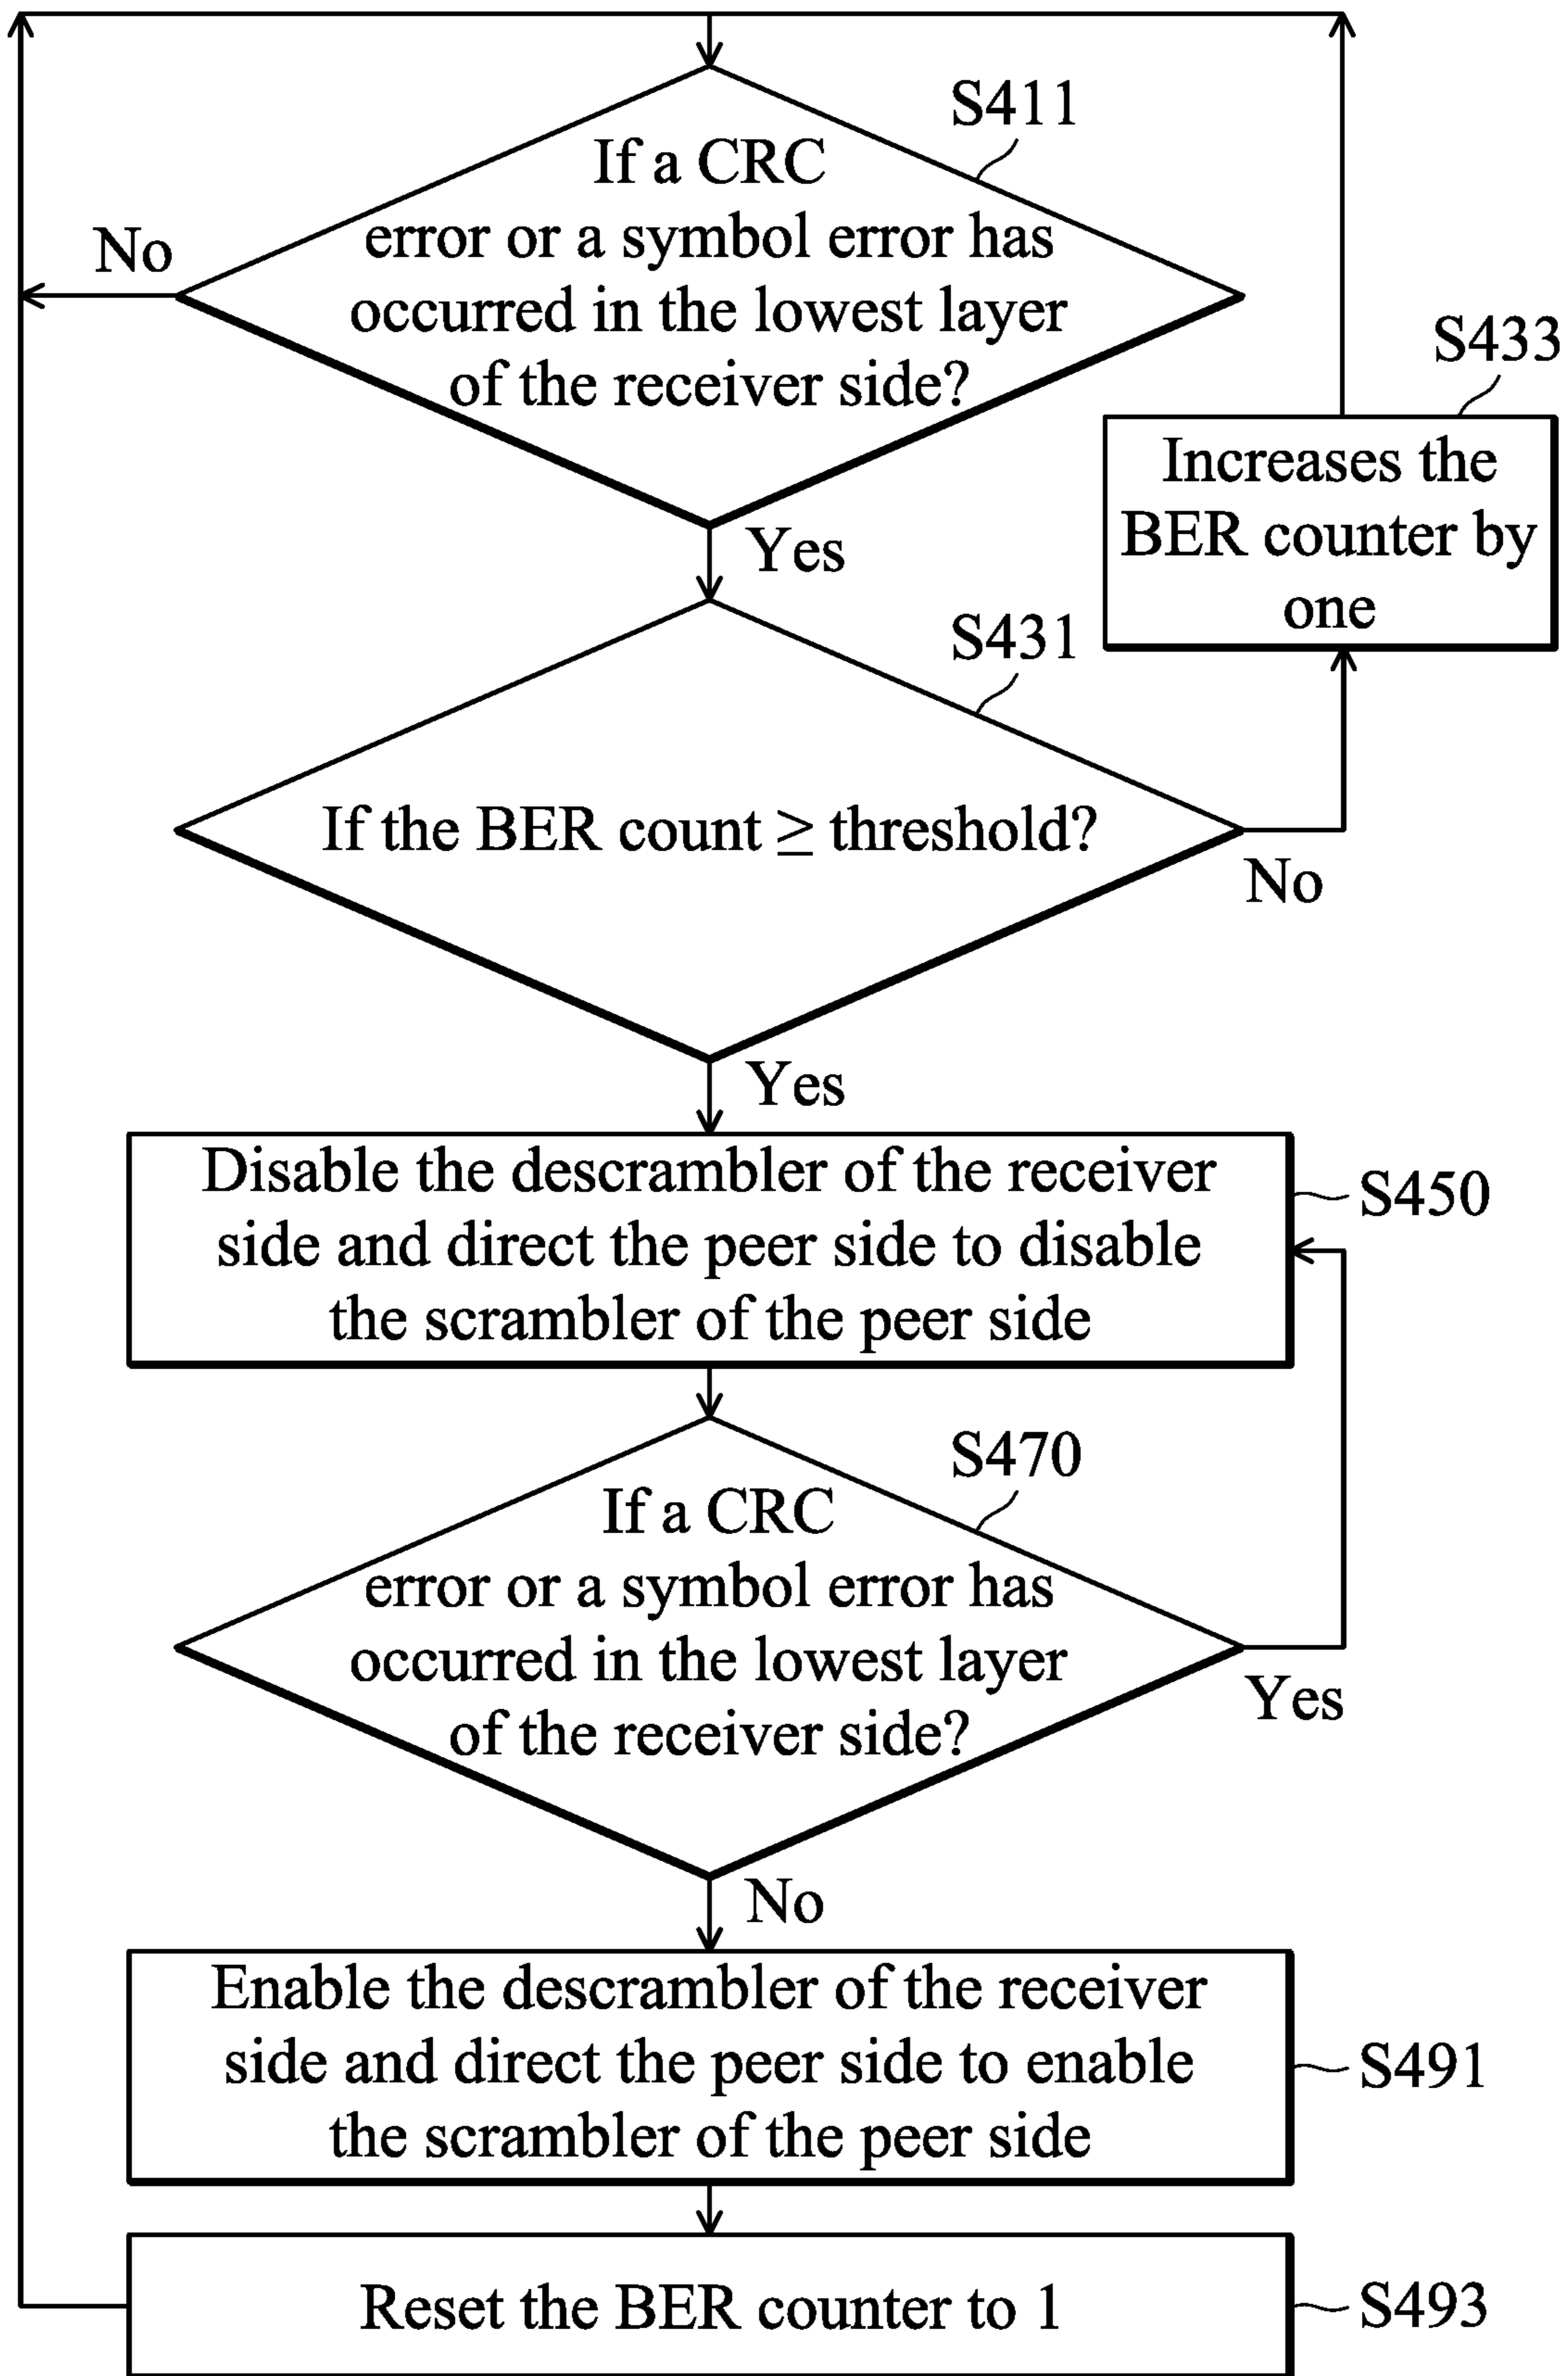 S411
If a CRC
error or a symbol error has
occurred in the lowest layer
of the receiver side?
No
Yes
S433
Increases the
BER counter by
one
S431
If the BER count ≥ threshold?
No
Yes
Disable the descrambler of the receiver
side and direct the peer side to disable
the scrambler of the peer side
S450
S470
If a CRC
error or a symbol error has
occurred in the lowest layer
of the receiver side?
Yes
No
Enable the descrambler of the receiver
side and direct the peer side to enable
the scrambler of the peer side
S491
Reset the BER counter to 1
S493